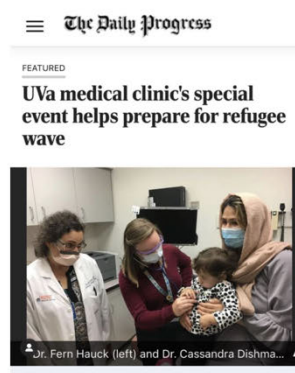 The Daily Progress
FEATURED
UVa medical clinic's special
event helps prepare for refugee
wave
Dr. Fern Hauck (left) and Dr. Cassandra Dishma...